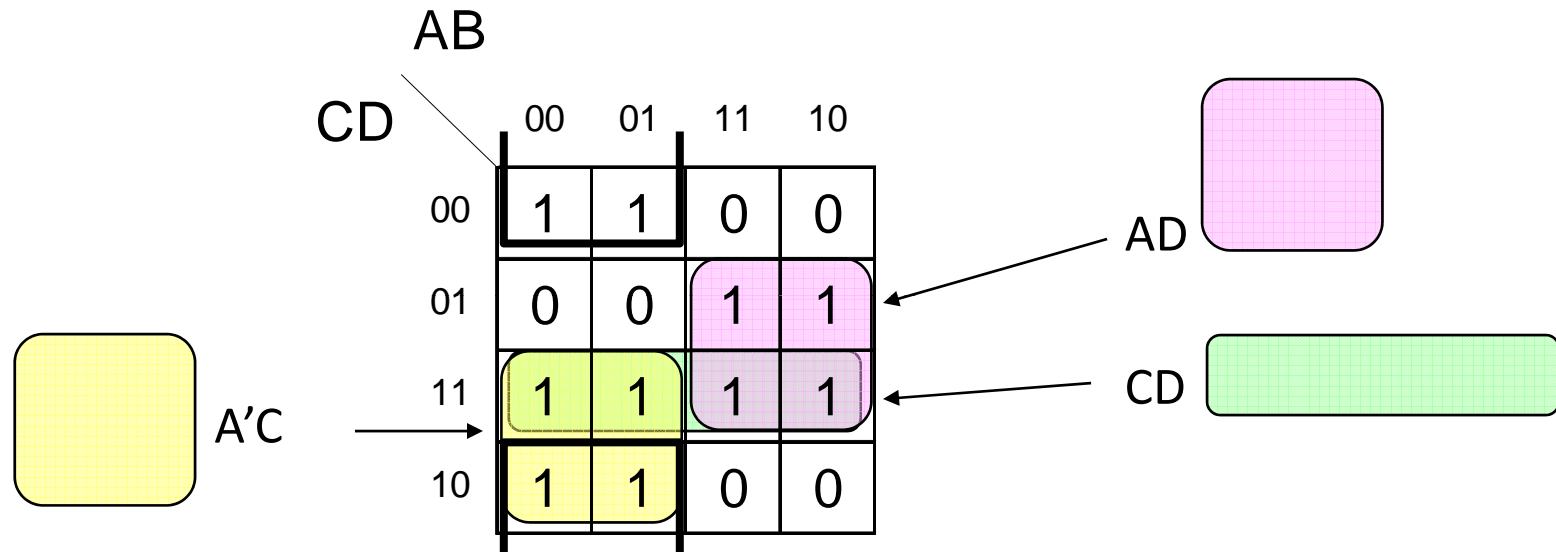 AB
CD
00 01 11 10
00 1 1 0 0
01 0 0 1 1
11 1 1 1 1
10 1 1 0 0
AD
CD
A’C